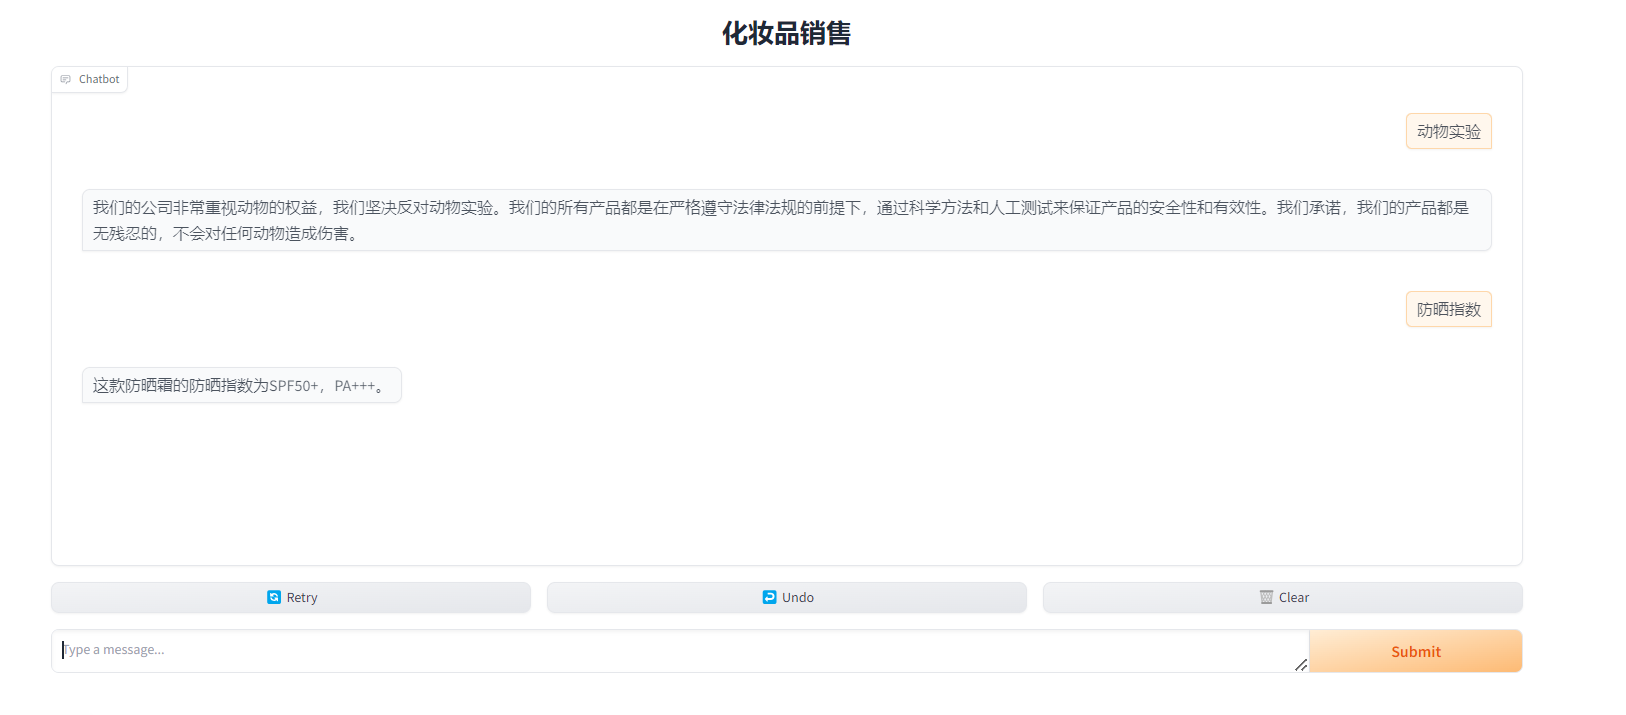 化妆品销售
Chatbot
动物实验
我们的公司非常重视动物的权益，我们坚决反对动物实验。我们的所有产品都是在严格遵守法律法规的前提下，通过科学方法和人工测试来保证产品的安全性和有效性。我们承诺，我们的产品都是
无残忍的，不会对任何动物造成伤害。
防晒指数
这款防晒霜的防晒指数为SPF50+，PA+++。
Retry
Undo
Clear
Type a message...
Submit